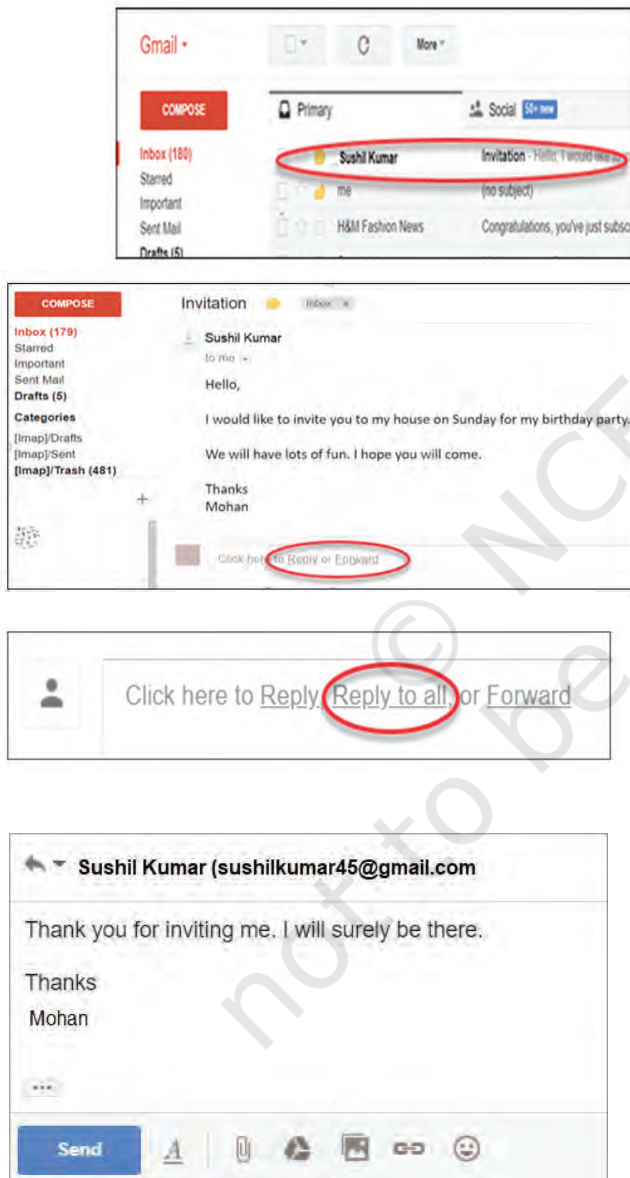 Gmail
More
COMPOSE
Primary
Social 50+ new
Inbox (180)
Sushil Kumar
Invitation - Hello, I would like to
Starred
me
(no subject)
Important
Sent Mail
H&M Fashion News
Congratulations, you've just subsc
Drafts (5)
COMPOSE
Invitation
Inbox x
Inbox (179)
Starred
Important
Sent Mail
Drafts (5)
Categories
[Imap]/Drafts
[Imap]/Sent
[Imap]/Trash (481)
+
Sushil Kumar
to me
Hello,
I would like to invite you to my house on Sunday for my birthday party.
We will have lots of fun. I hope you will come.
Thanks
Mohan
Click here to Reply or Forward
Click here to Reply, Reply to all, or Forward
Sushil Kumar (sushilkumar45@gmail.com
Thank you for inviting me. I will surely be there.
Thanks
Mohan
...
Send
A
© NCE
not to be